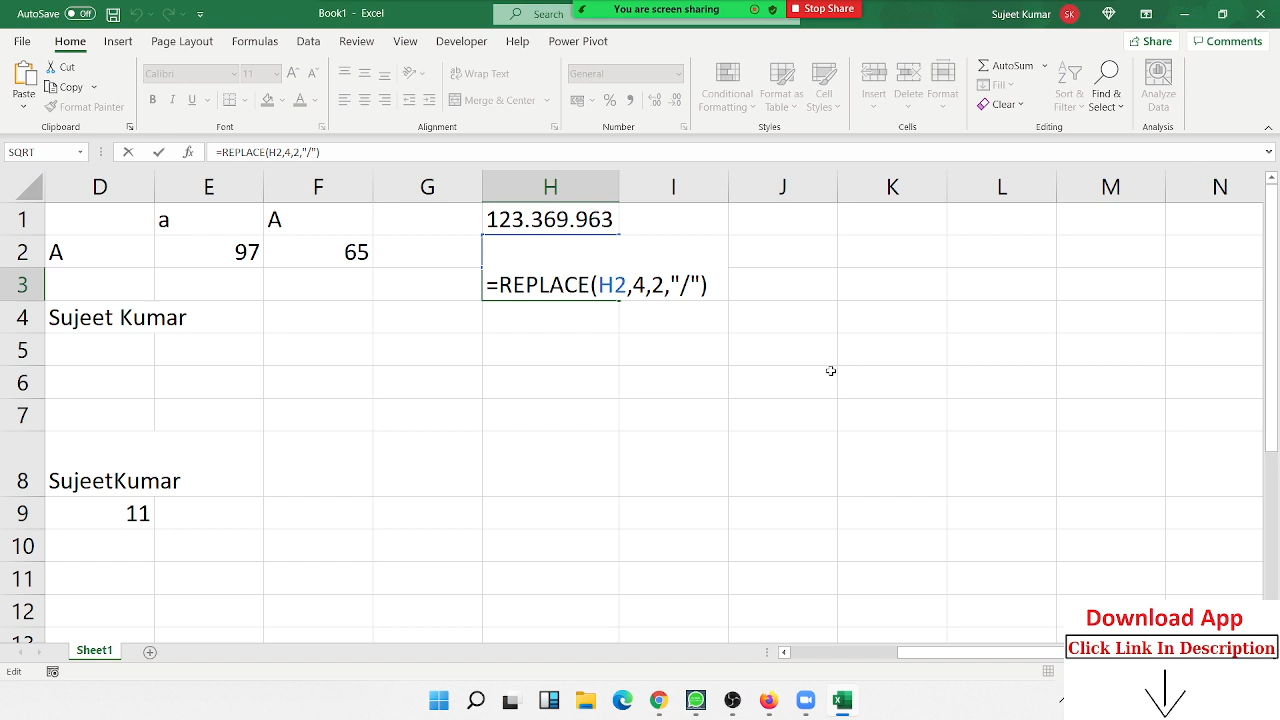 AutoSave Off Book1 - Excel Search You are screen sharing Stop Share Sujeet Kumar SK
File Home Insert Page Layout Formulas Data Review View Developer Help Power Pivot Share Comments
Paste Cut Copy Format Painter Clipboard
Calibri 11 B I U A Font
Wrap Text Merge & Center Alignment
General % Number
Conditional Formatting Format as Table Cell Styles Styles
Insert Delete Format Cells
AutoSum Fill Clear Sort & Filter Find & Select Editing
Analyze Data Analysis
SQRT fx =REPLACE(H2,4,2,"/")
D E F G H I J K L M N
1 a A 123.369.963
2 A 97 65
3 =REPLACE(H2,4,2,"/")
4 Sujeet Kumar
5
6
7
8 SujeetKumar
9 11
10
11
12
13
Download App
Click Link In Description
Sheet1
Edit